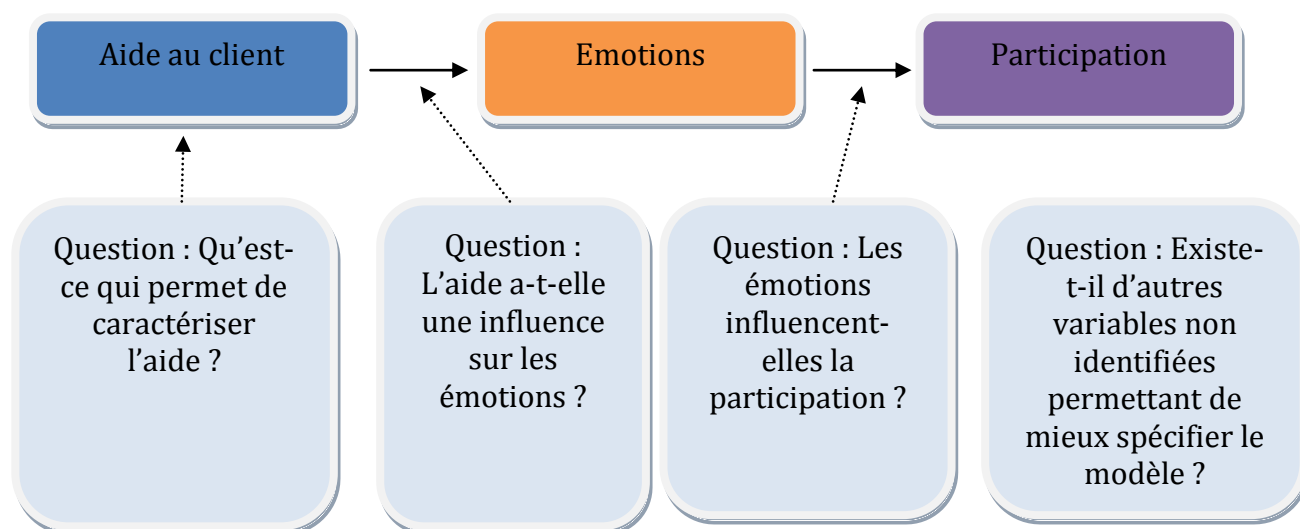 Aide au client
Emotions
Participation
Question : Qu’est-
ce qui permet de
caractériser
l’aide ?
Question :
L’aide a-t-elle
une influence
sur les
émotions ?
Question : Les
émotions
influencent-
elles la
participation ?
Question : Existe-
t-il d’autres
variables non
identifiées
permettant de
mieux spécifier le
modèle ?